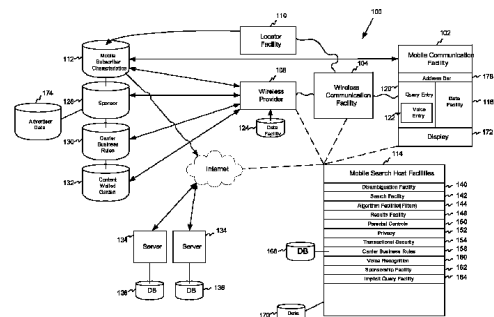 100
110
Locator
Facility
112
Mobile
Subscriber
Characteristics
102
Mobile Communication
Facility
104
Wireless
Communication
Facility
108
Wireless
Provider
Address Bar
178
120
Query Entry
Data
Facility
118
122
Voice
Entry
Display
172
174
Advertiser
Data
128
Sponsor
124
Data
Facility
130
Carrier
Business
Rules
132
Content
Walled
Garden
Internet
114
Mobile Search Host Facilities
Disambiguation Facility
140
Search Facility
142
Algorithm Facilities(Filters)
144
Results Facility
148
Parental Controls
150
Privacy
152
Transactional Security
154
Carrier Business Rules
158
Voice Recognition
160
Sponsorship Facility
162
Implicit Query Facility
164
134
Server
134
Server
168
DB
DB
138
DB
138
170
Data